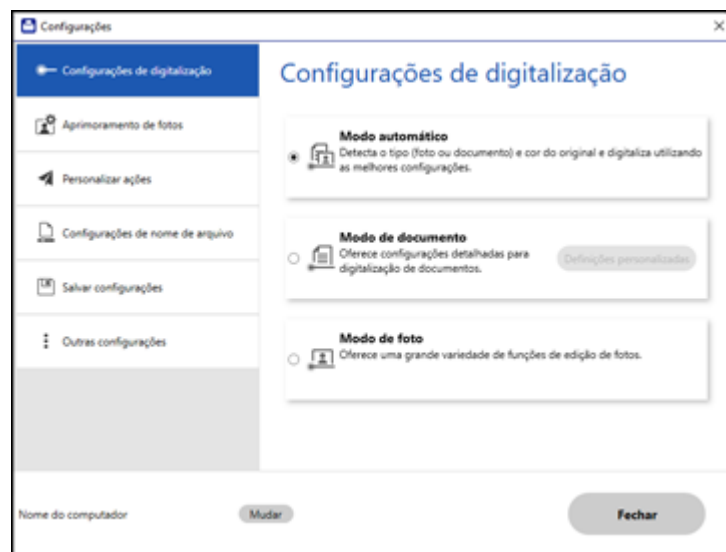 Configurações
Configurações de digitalização
Aprimoramento de fotos
Personalizar ações
Configurações de nome de arquivo
Salvar configurações
Outras configurações
Configurações de digitalização
Modo automático
Detecta o tipo (foto ou documento) e cor do original e digitaliza utilizando
as melhores configurações.
Modo de documento
Oferece configurações detalhadas para
digitalização de documentos.
Definições personalizadas
Modo de foto
Oferece uma grande variedade de funções de edição de fotos.
Nome do computador
Mudar
Fechar